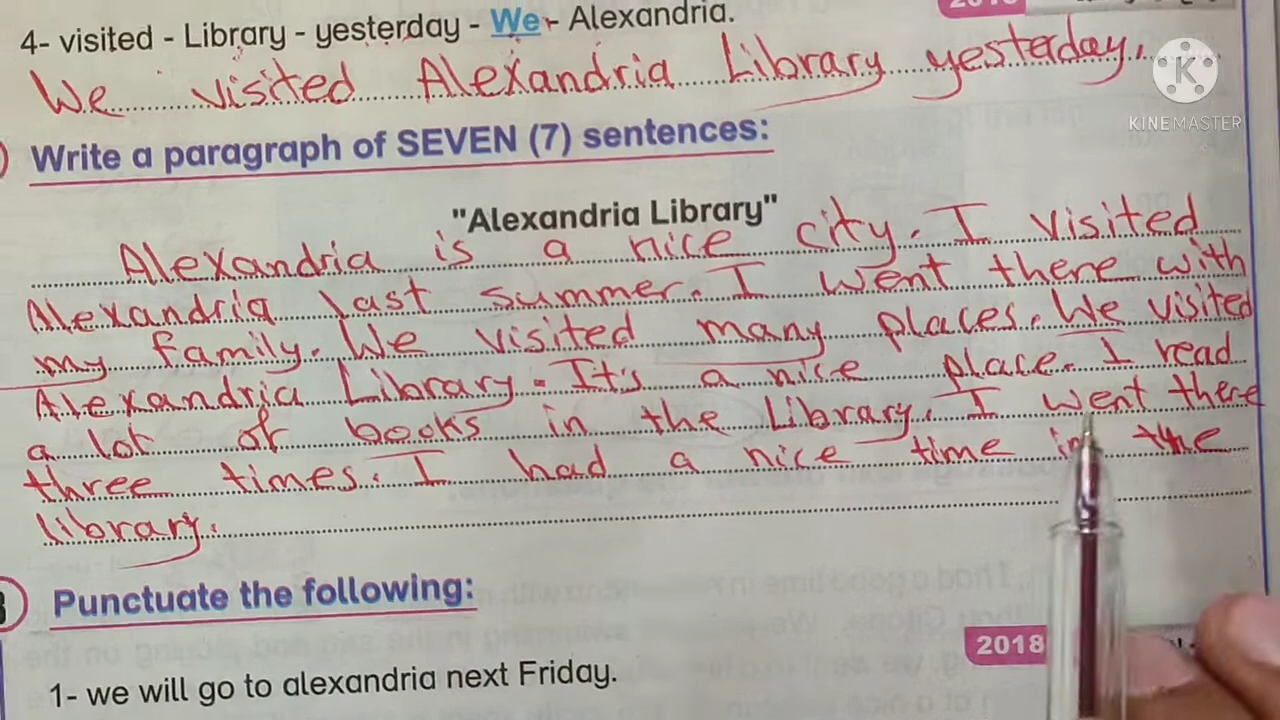 4- visited - Library - yesterday - We - Alexandria.
We visited Alexandria Library yesterday.
K
KINEMASTER
Write a paragraph of SEVEN (7) sentences:
"Alexandria Library"
Alexandria is a nice city. I visited
Alexandria last summer. I went there with
my family. We visited many places. We visited
Alexandria Library. It's a nice place. I read
a lot of books in the library. I went there
three times. I had a nice time in the
library.
Punctuate the following:
2018
1- we will go to alexandria next Friday.